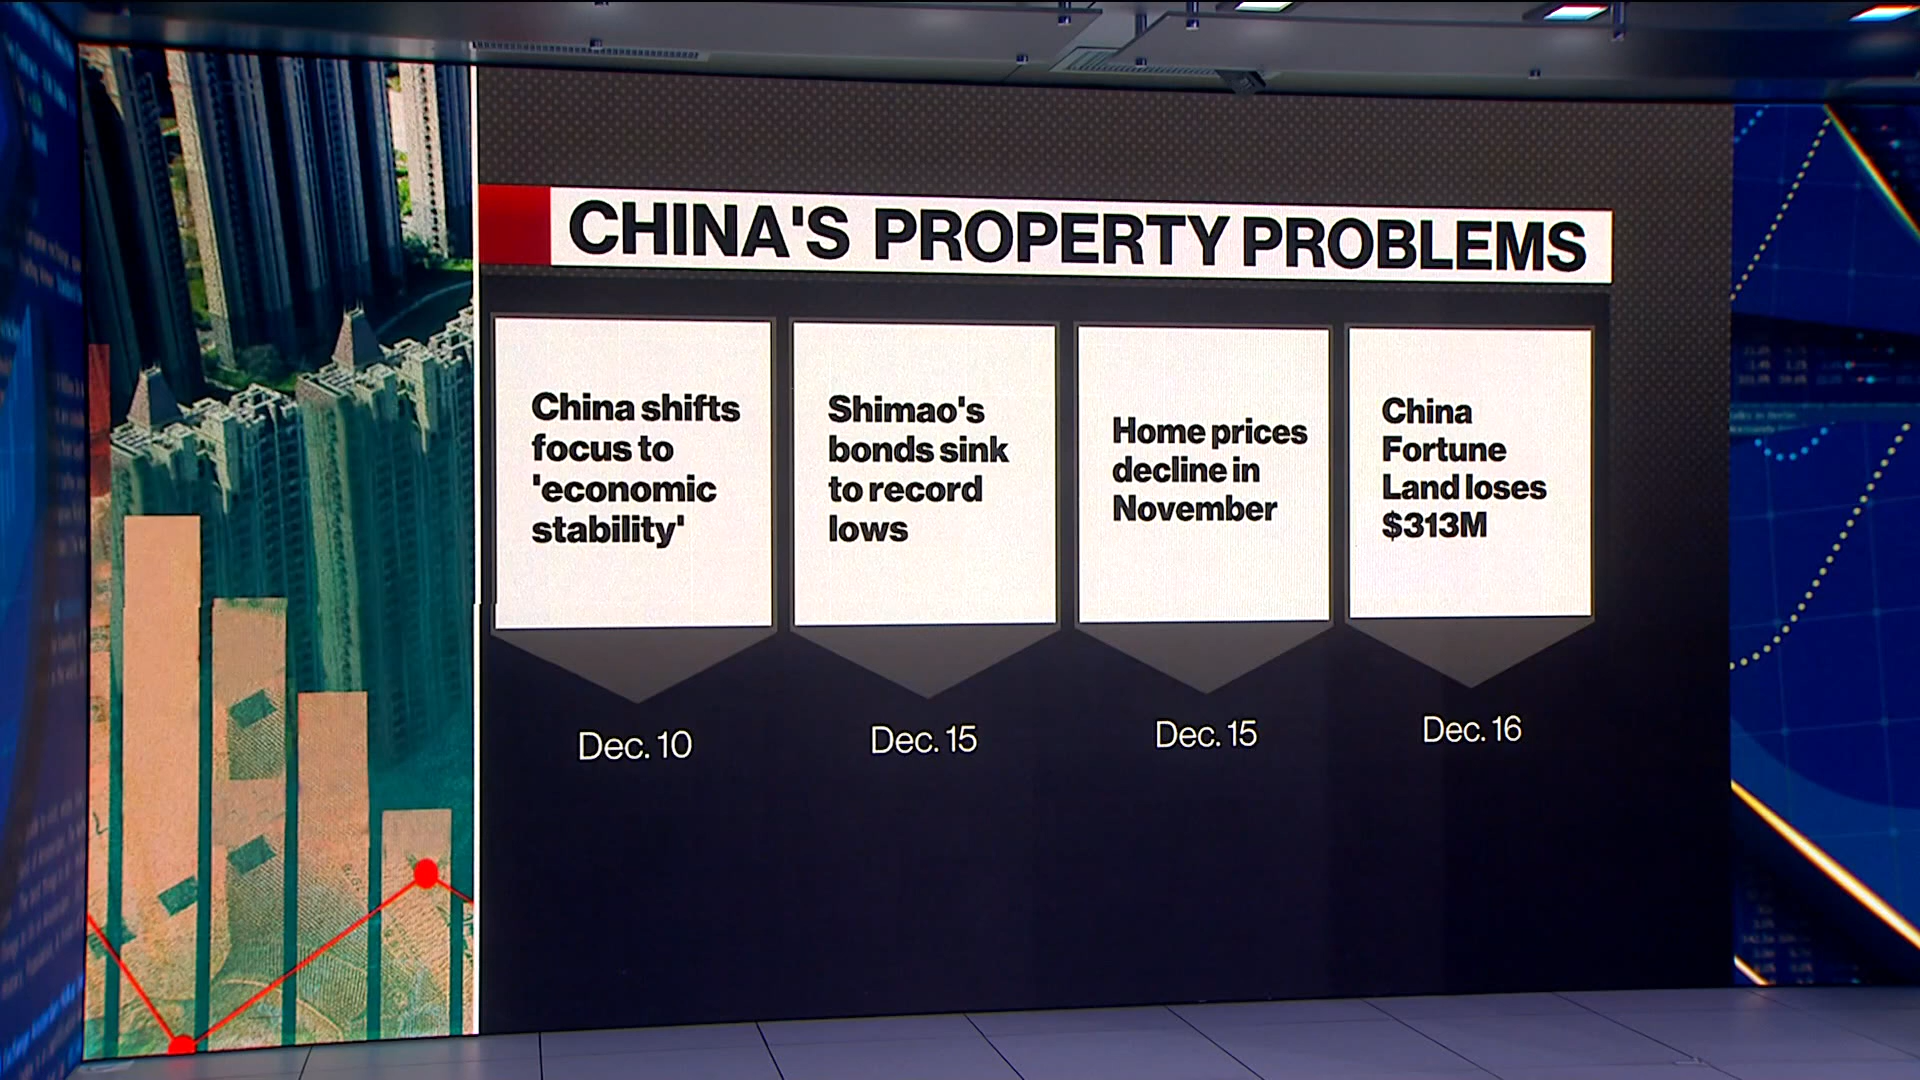 CHINA'S PROPERTY PROBLEMS
China shifts
focus to
'economic
stability'
Shimao's
bonds sink
to record
lows
Home prices
decline in
November
China
Fortune
Land loses
$313M
Dec. 10
Dec. 15
Dec. 15
Dec. 16